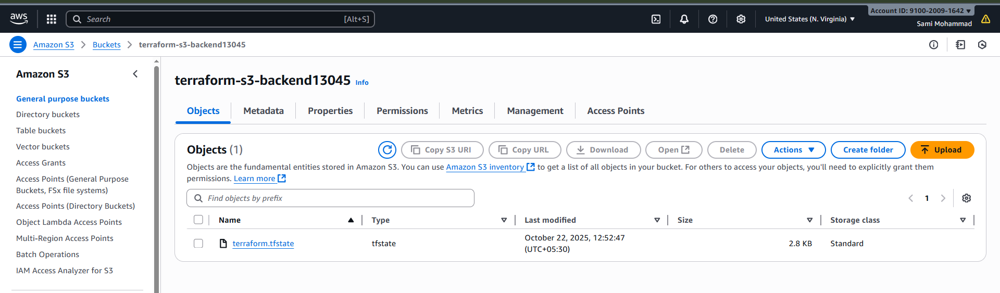 aws
Search
[Alt+S]
United States (N. Virginia)
Account ID: 9100-2009-1642
Sami Mohammad
Amazon S3
Buckets
terraform-s3-backend13045
Amazon S3
General purpose buckets
Directory buckets
Table buckets
Vector buckets
Access Grants
Access Points (General Purpose
Buckets, FSx file systems)
Access Points (Directory Buckets)
Object Lambda Access Points
Multi-Region Access Points
Batch Operations
IAM Access Analyzer for S3
terraform-s3-backend13045 Info
Objects
Metadata
Properties
Permissions
Metrics
Management
Access Points
Objects (1)
Copy S3 URI
Copy URL
Download
Open
Delete
Actions
Create folder
Upload
Objects are the fundamental entities stored in Amazon S3. You can use Amazon S3 inventory to get a list of all objects in your bucket. For others to access your objects, you'll need to explicitly grant them
permissions. Learn more
Find objects by prefix
1
Name
Type
Last modified
Size
Storage class
terraform.tfstate
tfstate
October 22, 2025, 12:52:47
(UTC+05:30)
2.8 KB
Standard